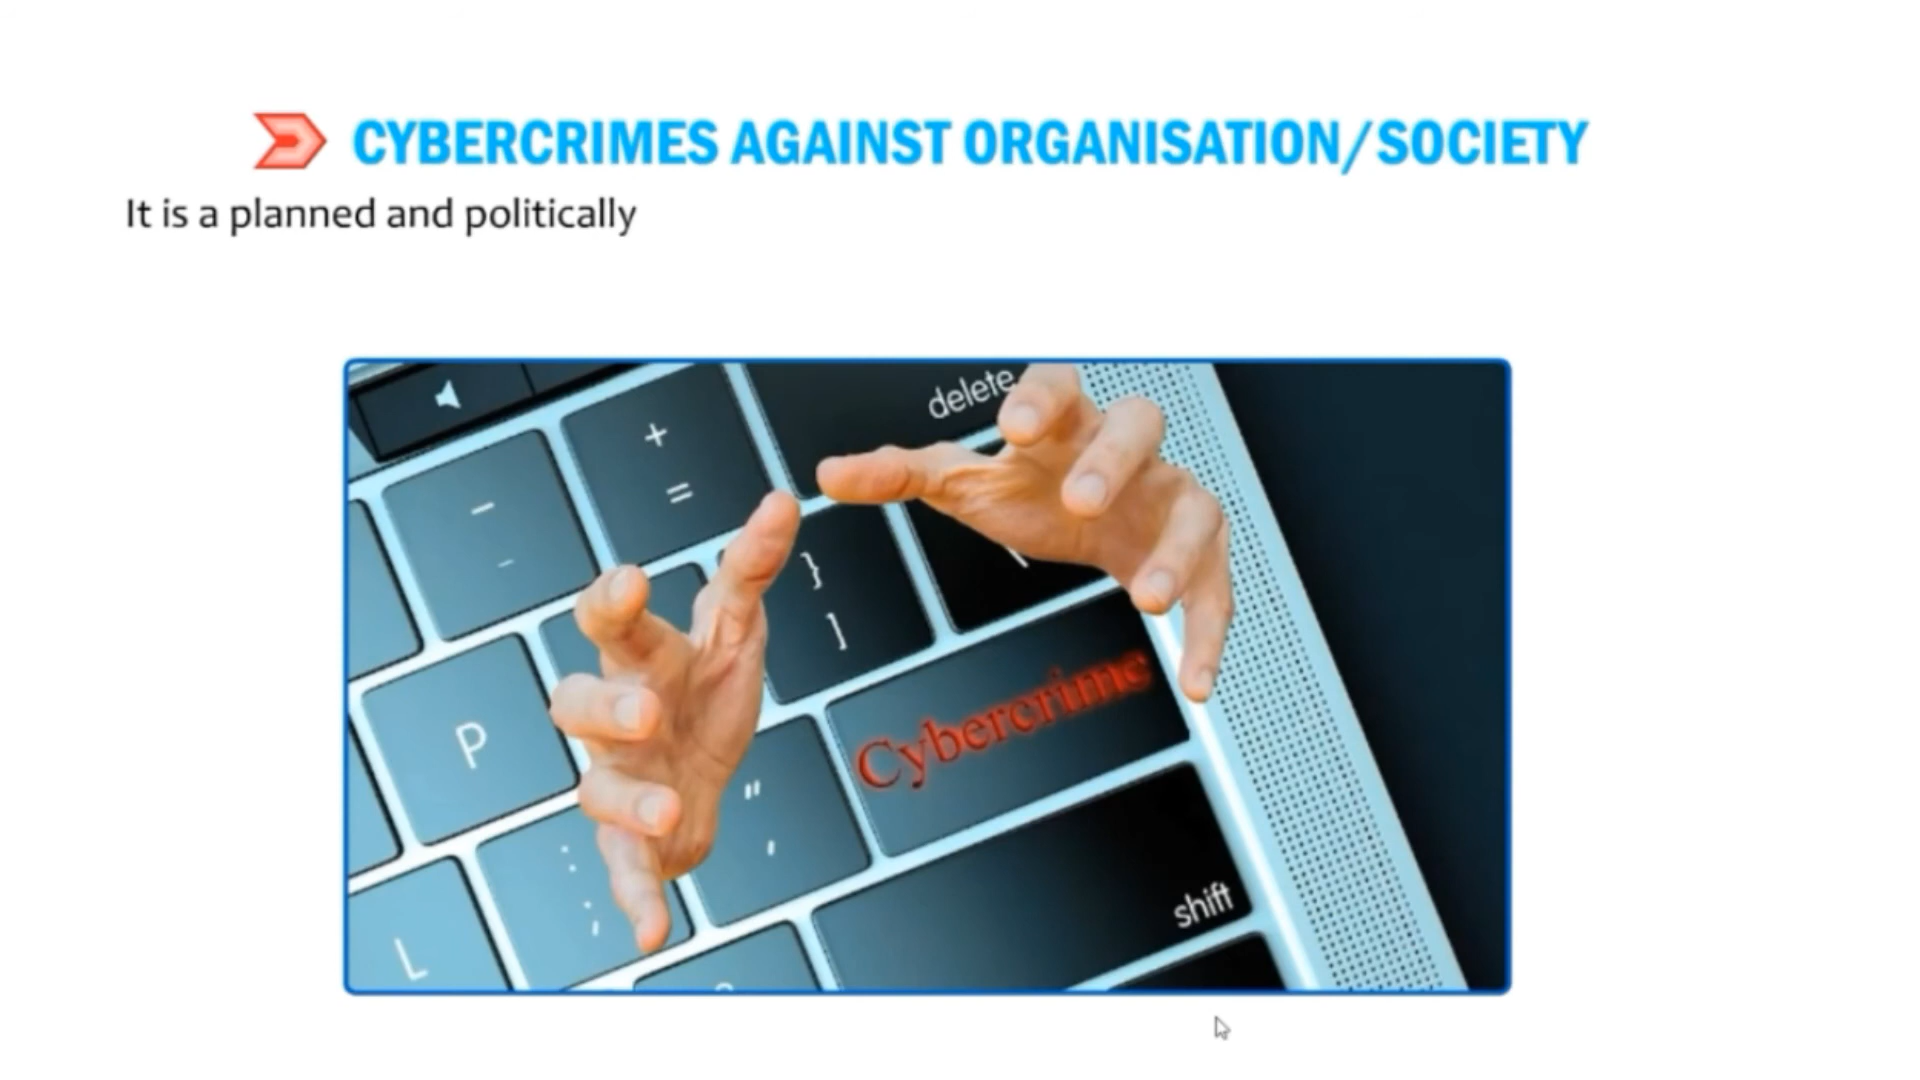 CYBERCRIMES AGAINST ORGANISATION/SOCIETY
It is a planned and politically
delete
+
=
-
_
}
]
P
Cybercrime
"
'
:
;
L
shift